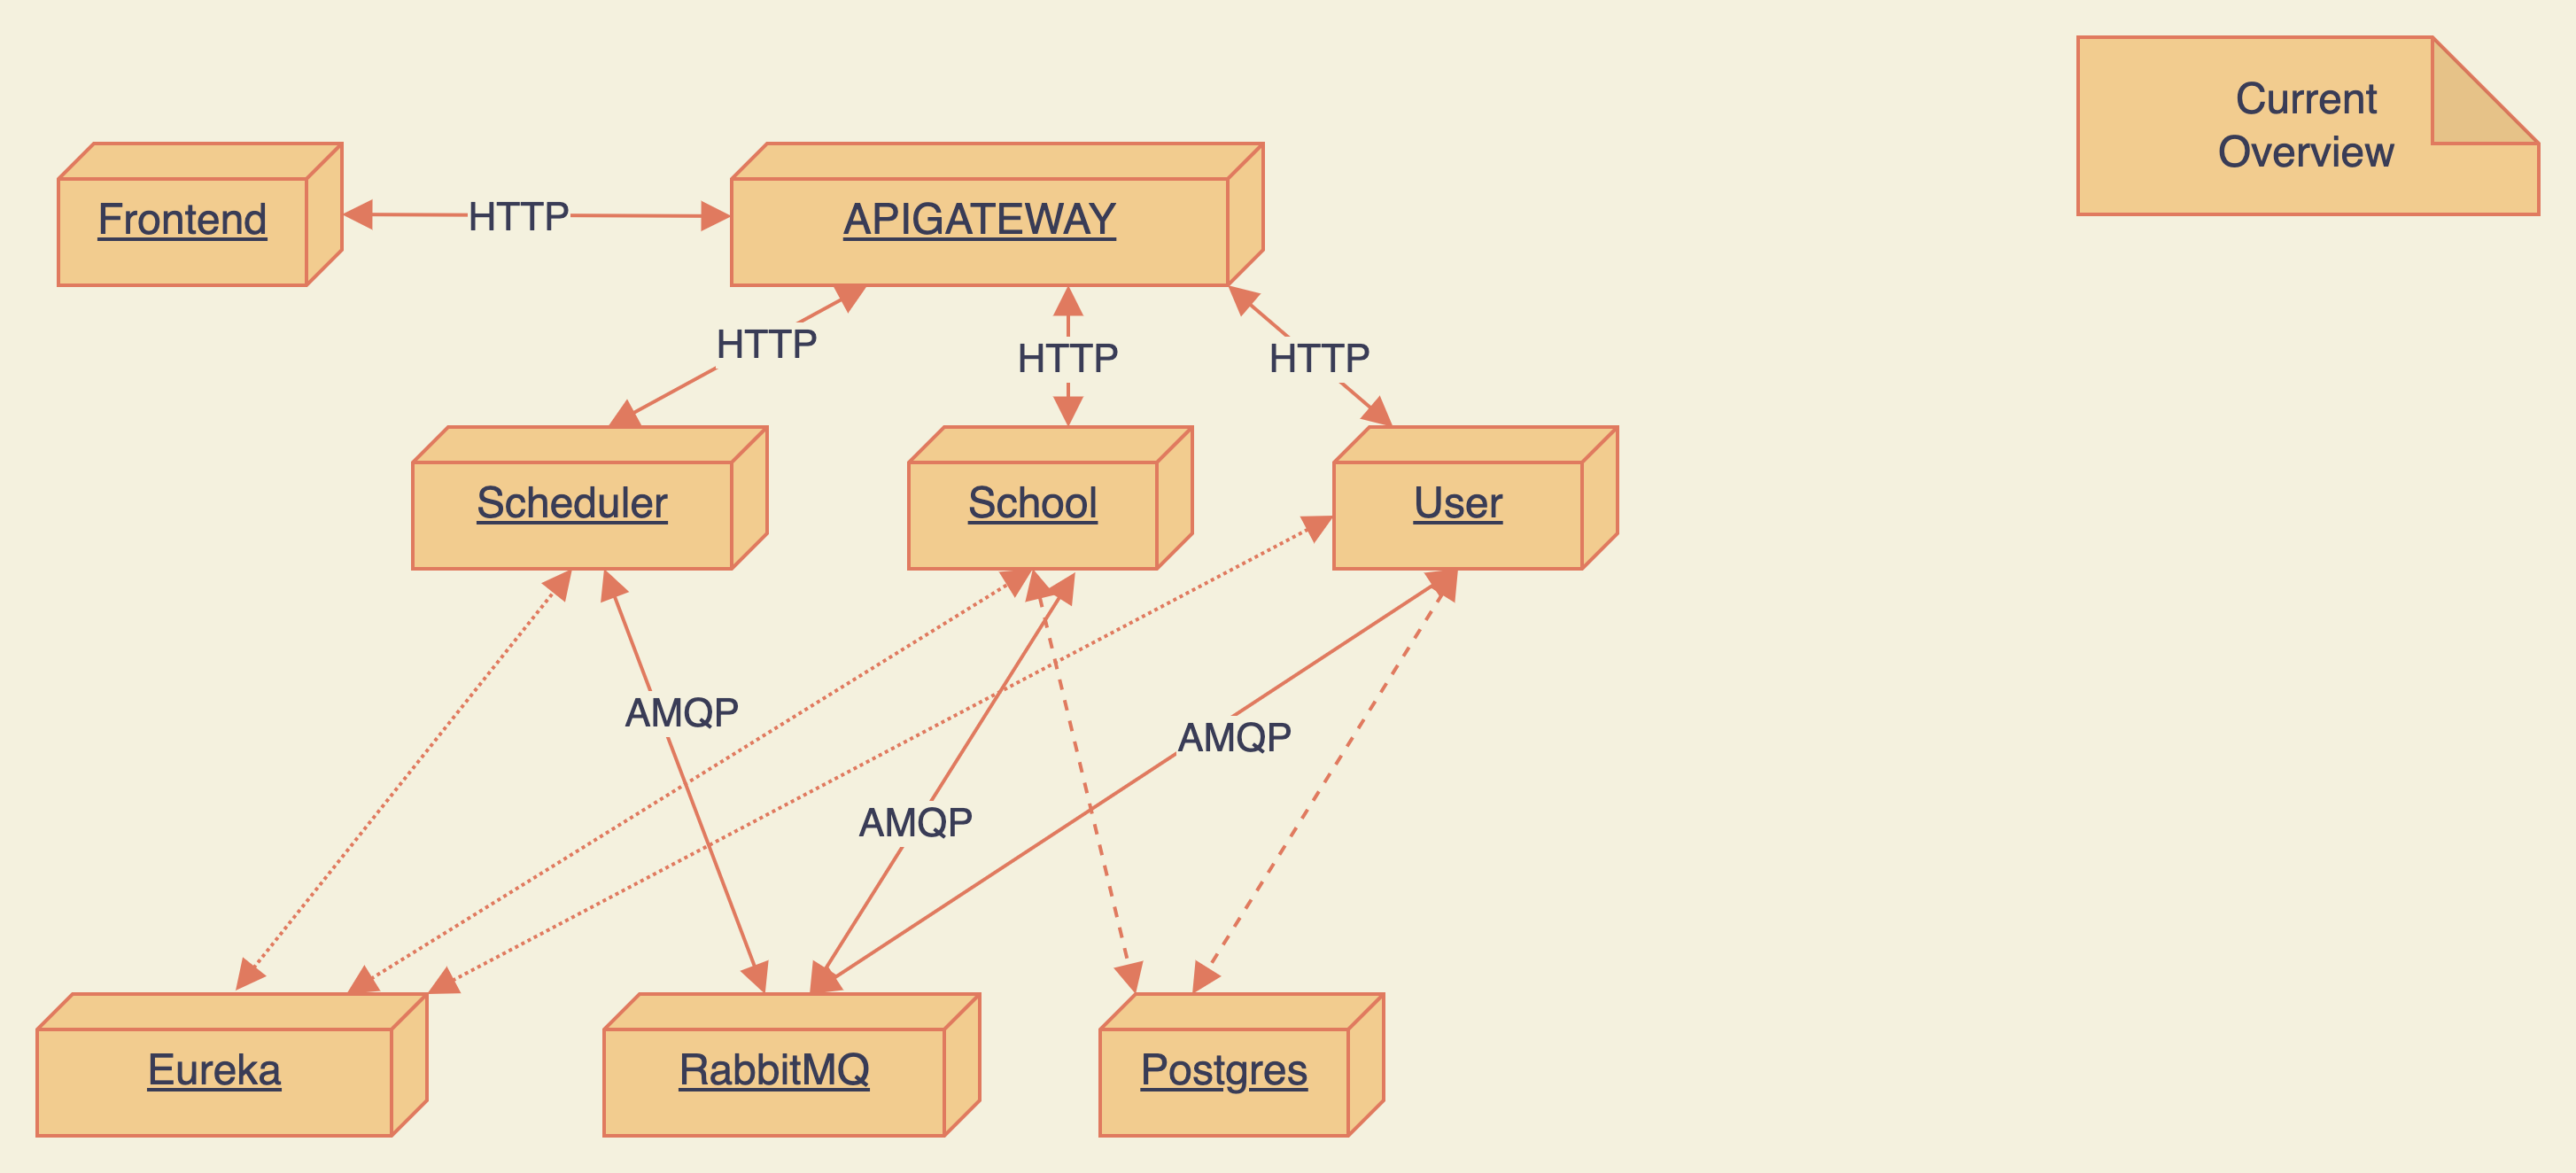 Current
Overview
Frontend
HTTP
APIGATEWAY
HTTP
HTTP
HTTP
Scheduler
School
User
AMQP
AMQP
AMQP
Eureka
RabbitMQ
Postgres